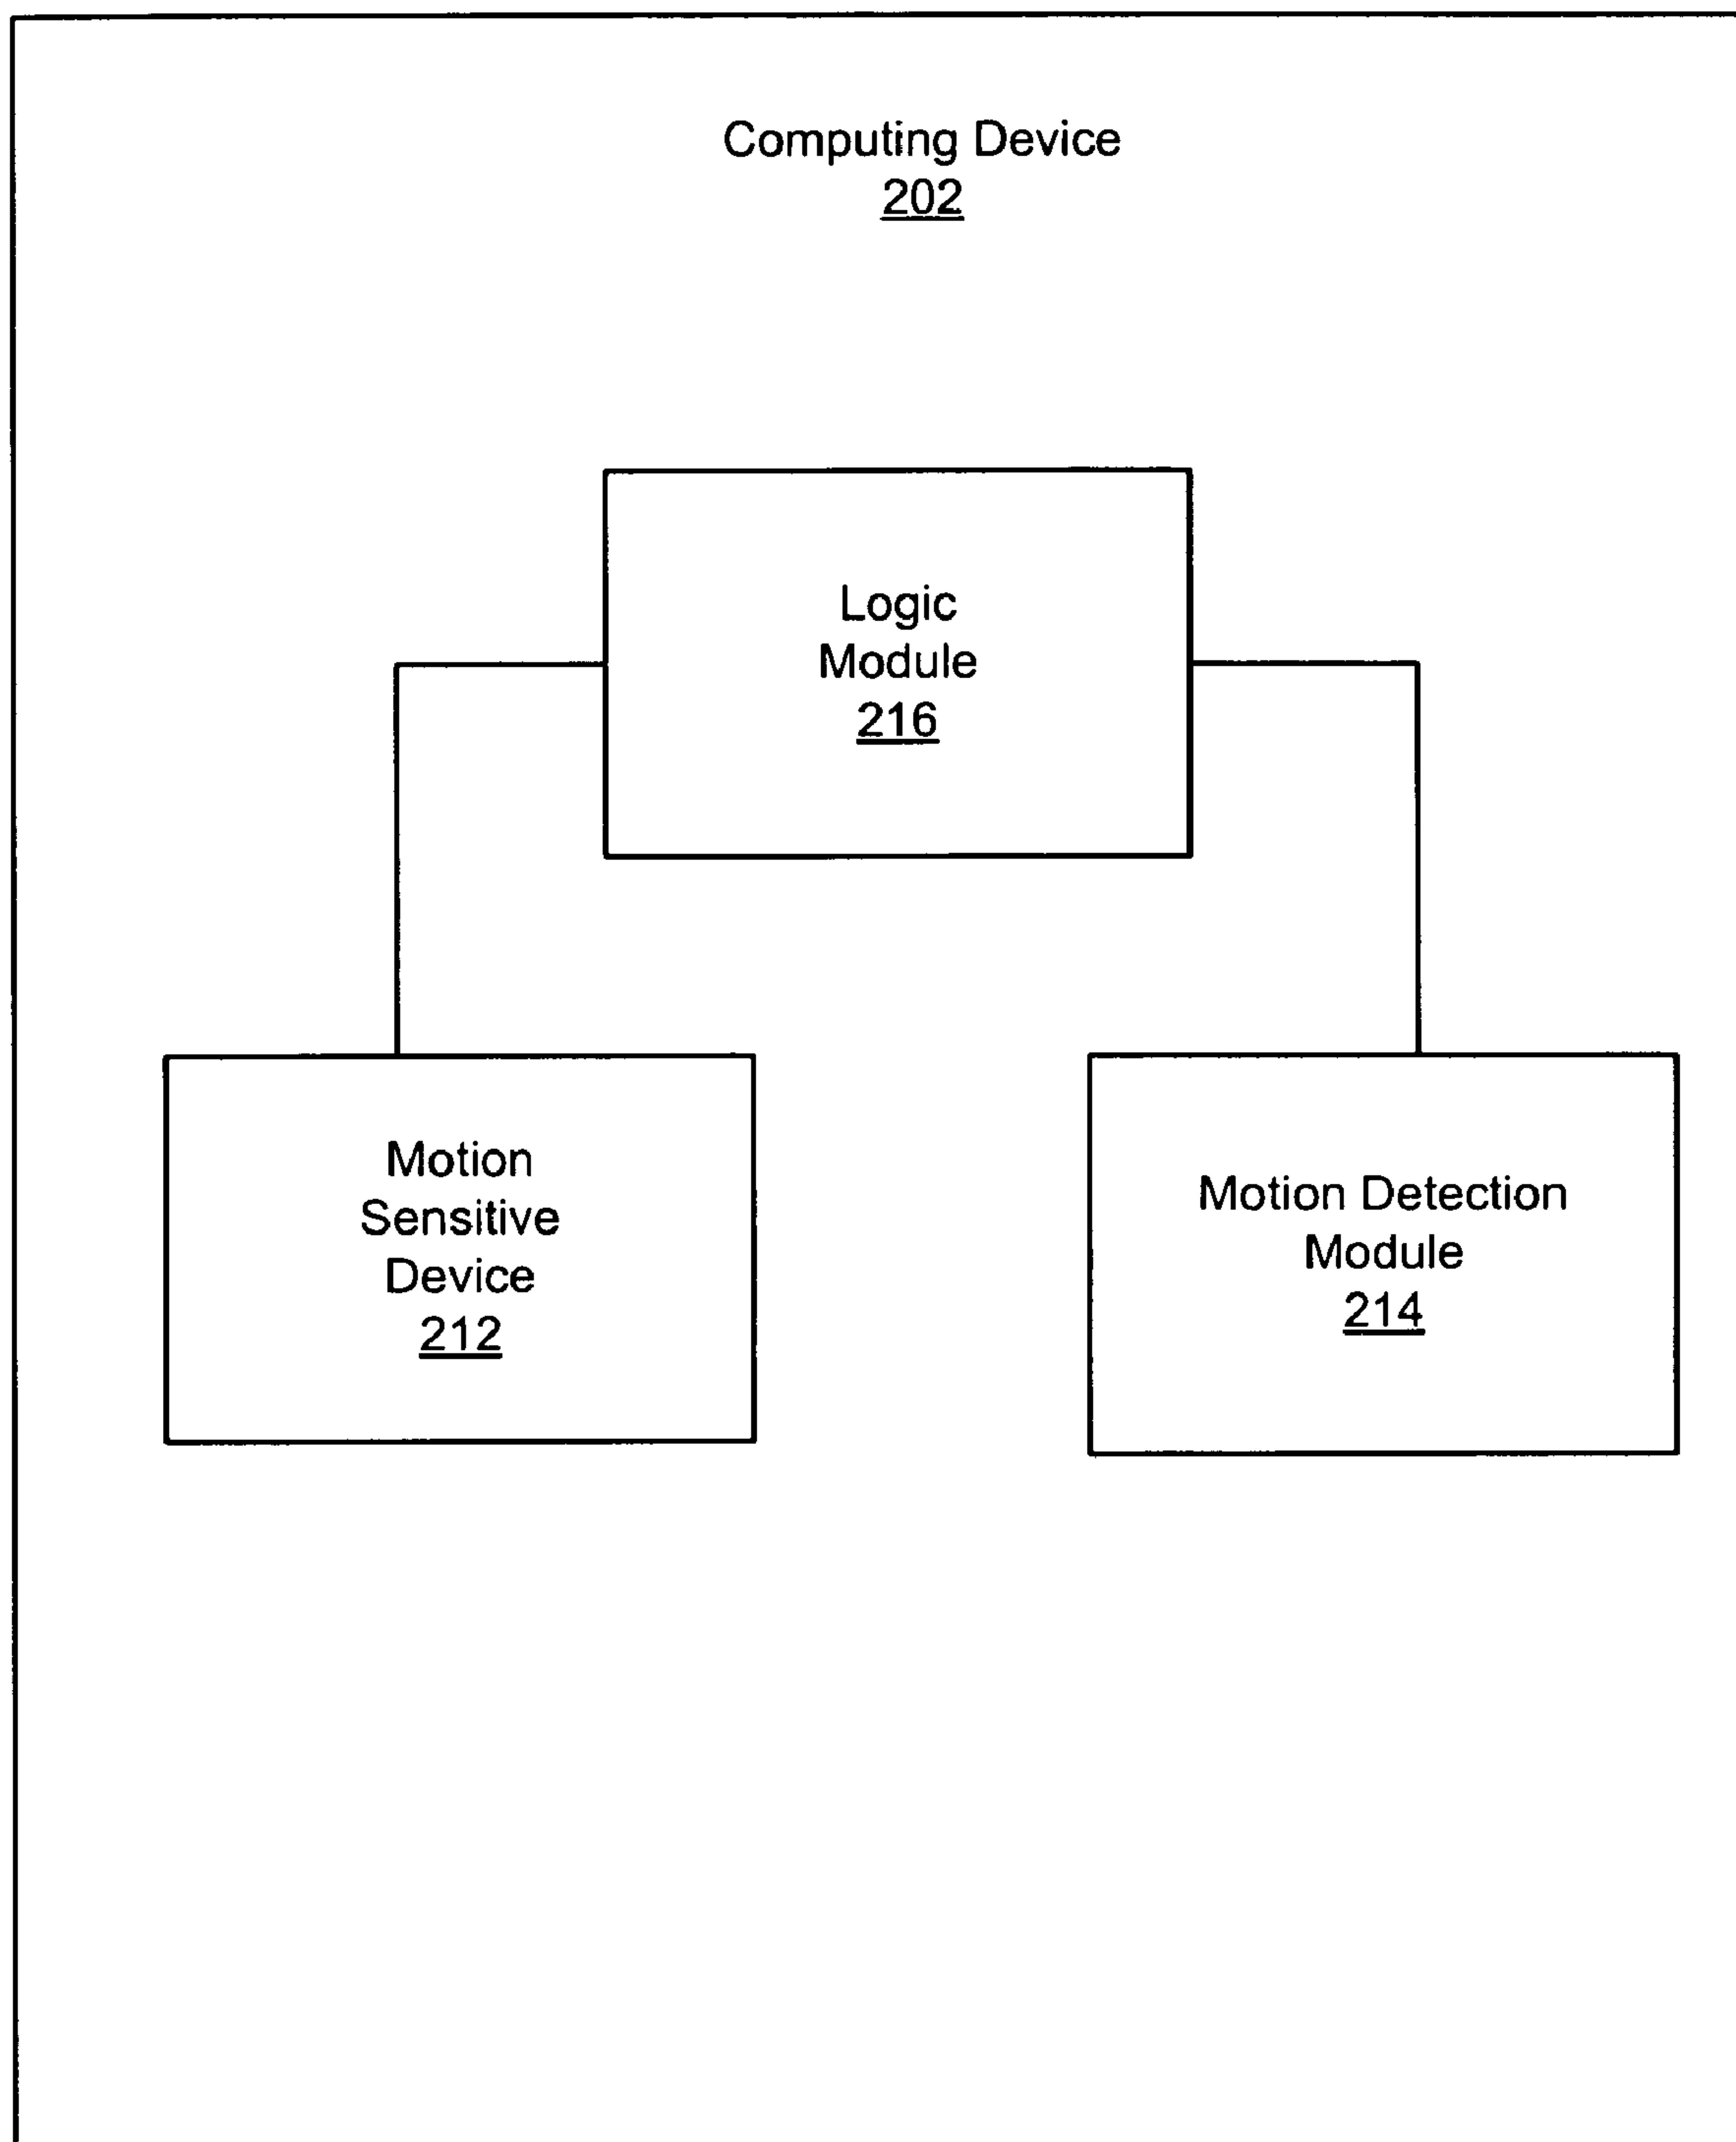 Computing Device
202
Logic
Module
216
Motion
Sensitive
Device
212
Motion Detection
Module
214